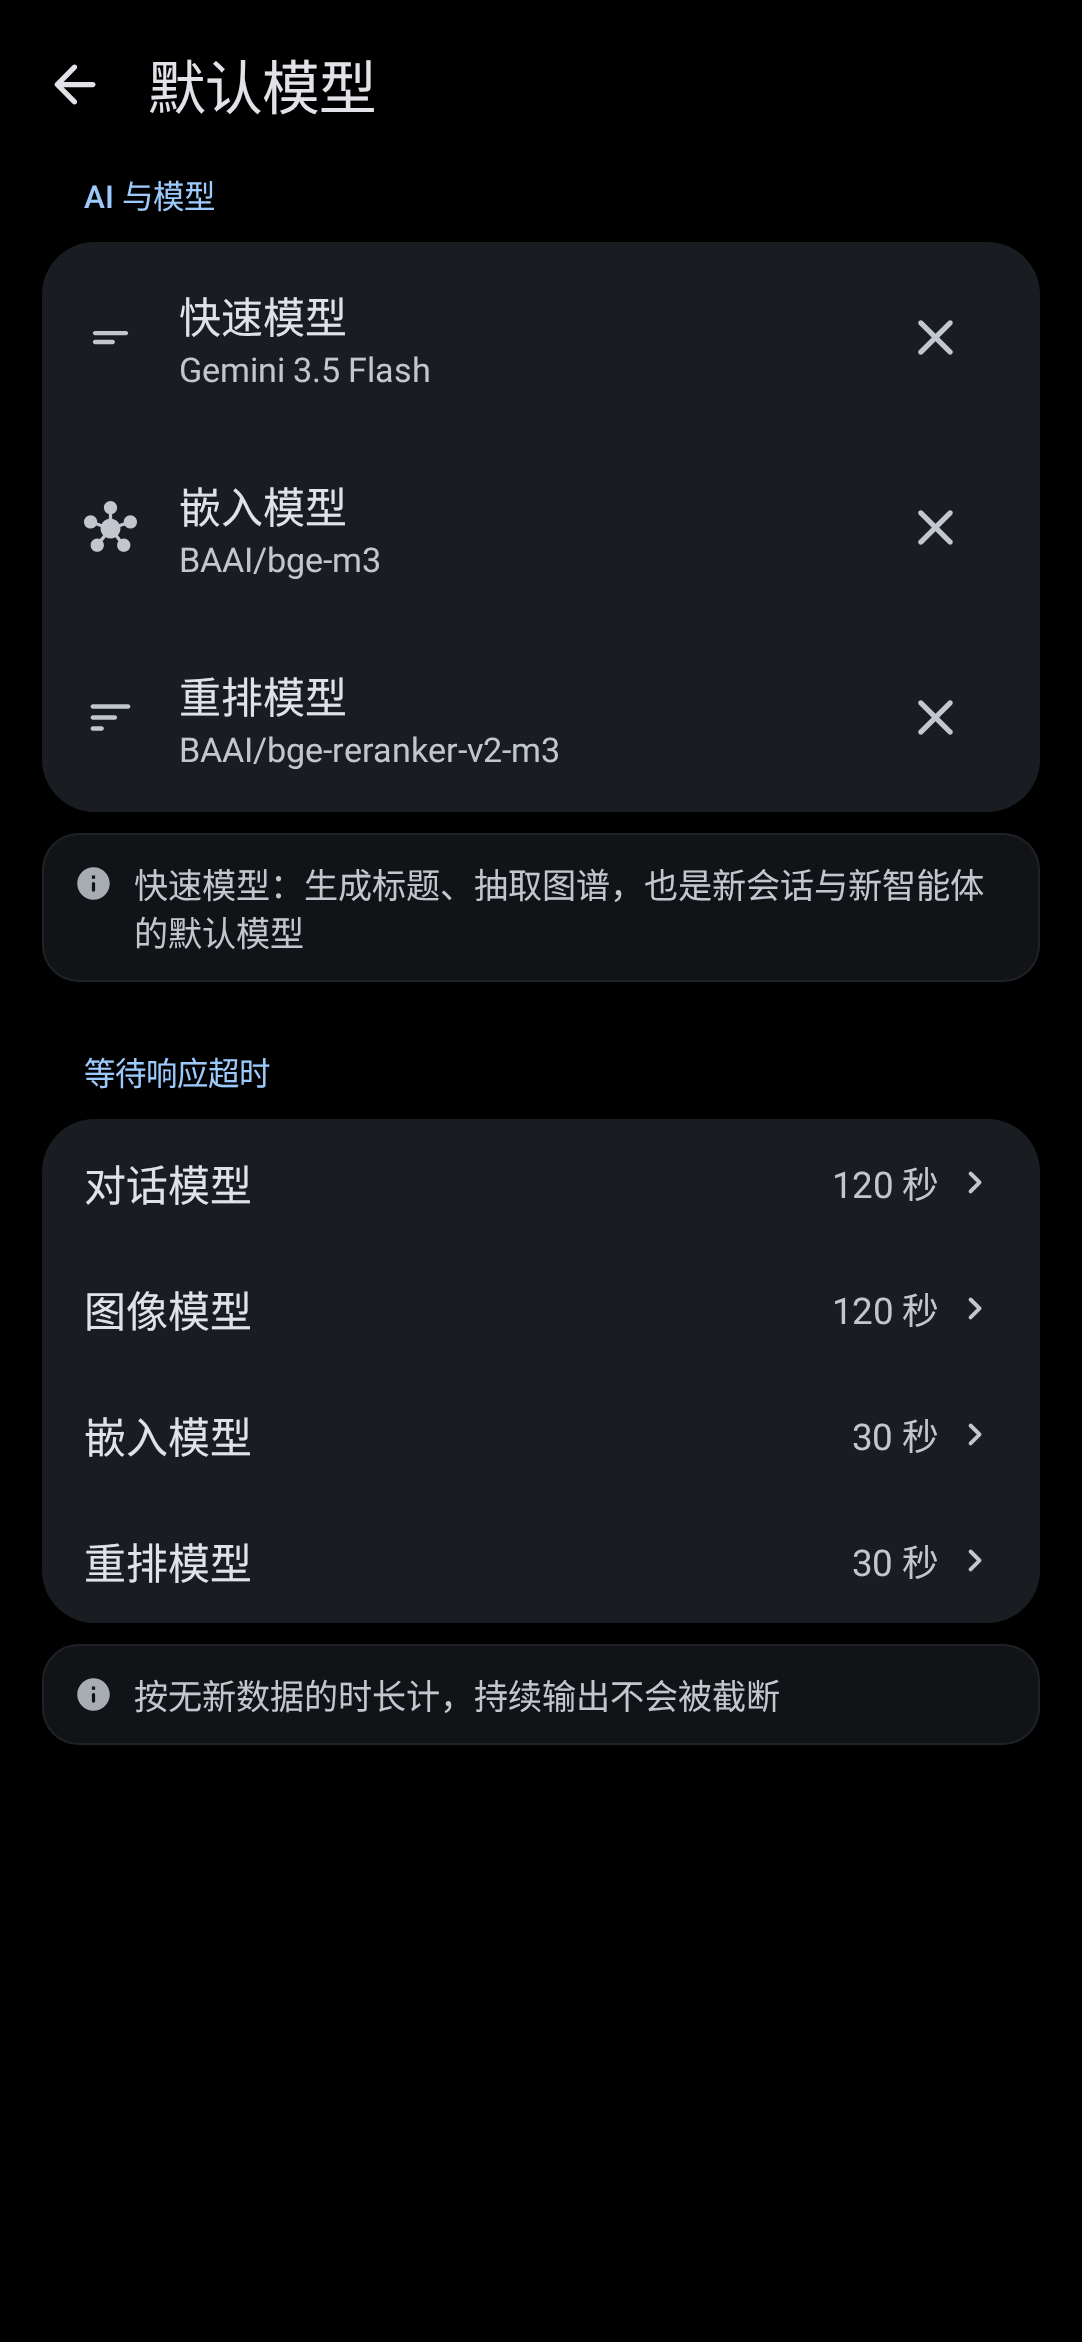 默认模型
AI 与模型
快速模型
Gemini 3.5 Flash
嵌入模型
BAAI/bge-m3
重排模型
BAAI/bge-reranker-v2-m3
快速模型：生成标题、抽取图谱，也是新会话与新智能体
的默认模型
等待响应超时
对话模型 120 秒
图像模型 120 秒
嵌入模型 30 秒
重排模型 30 秒
按无新数据的时长计，持续输出不会被截断